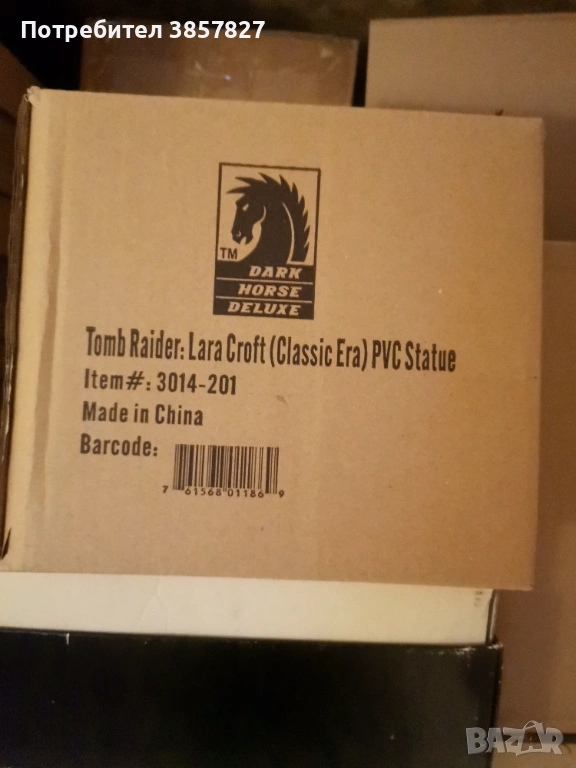 Потребител 3857827
TM
DARK
HORSE
DELUXE
Tomb Raider: Lara Croft (Classic Era) PVC Statue
Item#: 3014-201
Made in China
Barcode:
7 61568 01186 9
BAZAR